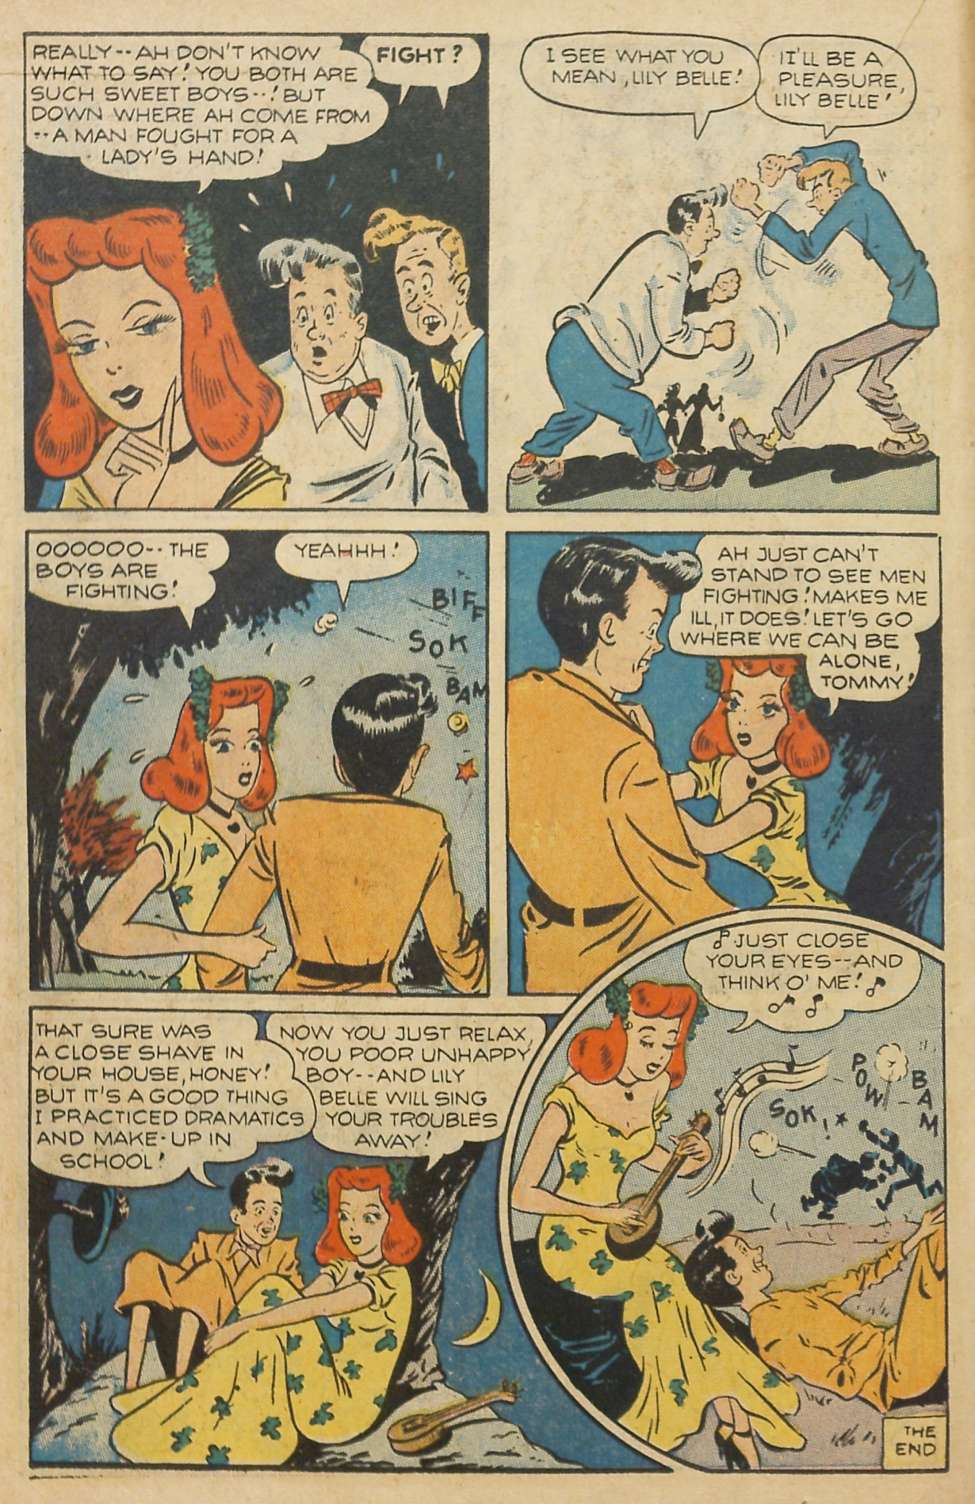 REALLY--AH DON'T KNOW
WHAT TO SAY! YOU BOTH ARE
SUCH SWEET BOYS--! BUT
DOWN WHERE AH COME FROM
--A MAN FOUGHT FOR A
LADY'S HAND!
FIGHT?
I SEE WHAT YOU
MEAN, LILY BELLE!
IT'LL BE A
PLEASURE,
LILY BELLE!
OOOOOO--THE
BOYS ARE
FIGHTING!
YEAHHH!
BIFF
SOK
BAM
AH JUST CAN'T
STAND TO SEE MEN
FIGHTING! MAKES ME
ILL, IT DOES! LET'S GO
WHERE WE CAN BE
ALONE,
TOMMY!
THAT SURE WAS
A CLOSE SHAVE IN
YOUR HOUSE, HONEY!
BUT IT'S A GOOD THING
I PRACTICED DRAMATICS
AND MAKE-UP IN
SCHOOL!
NOW YOU JUST RELAX,
YOU POOR UNHAPPY
BOY--AND LILY
BELLE WILL SING
YOUR TROUBLES
AWAY!
♪ JUST CLOSE
YOUR EYES--AND
THINK O' ME! ♪
♪ ♪
SOK!
POW
BAM
THE
END